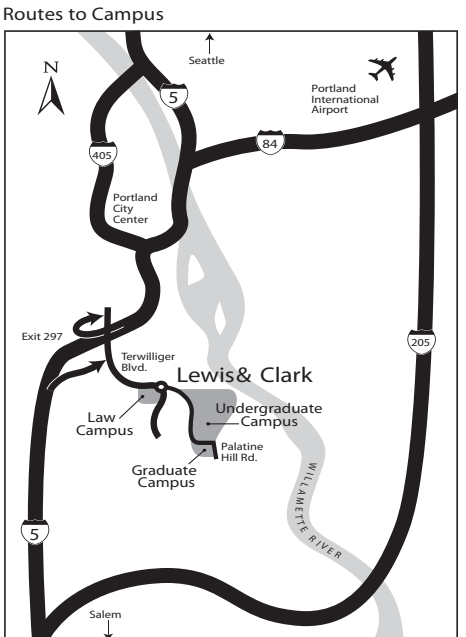 Routes to Campus
N
Seattle
5
Portland
International
Airport
405
84
Portland
City
Center
Exit 297
205
Terwilliger
Blvd.
Lewis& Clark
Law
Campus
Undergraduate
Campus
Palatine
Hill Rd.
Graduate
Campus
WILLAMETTE RIVER
5
Salem